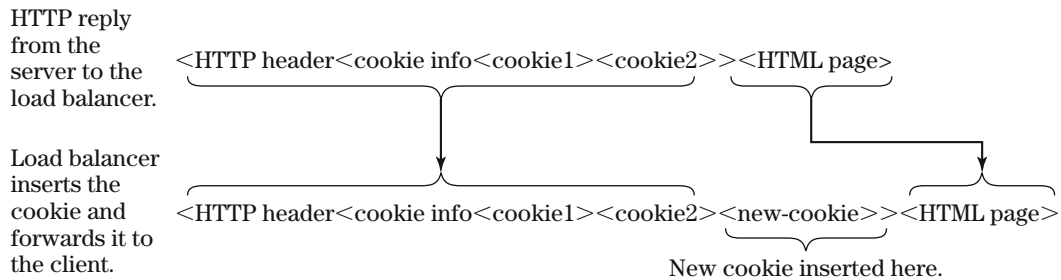 HTTP reply
from the
server to the
load balancer.
<HTTP header<cookie info<cookie1><cookie2>><HTML page>
Load balancer
inserts the
cookie and
forwards it to
the client.
<HTTP header<cookie info<cookie1><cookie2><new-cookie>><HTML page>
New cookie inserted here.